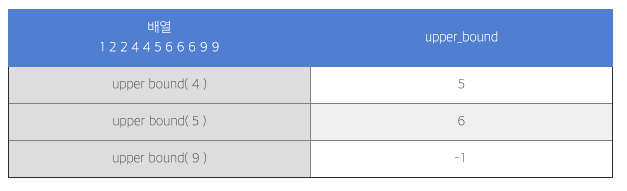 배열
1 2 2 4 4 5 6 6 6 9 9
upper_bound
upper bound( 4 )
5
upper bound( 5 )
6
upper bound( 9 )
-1